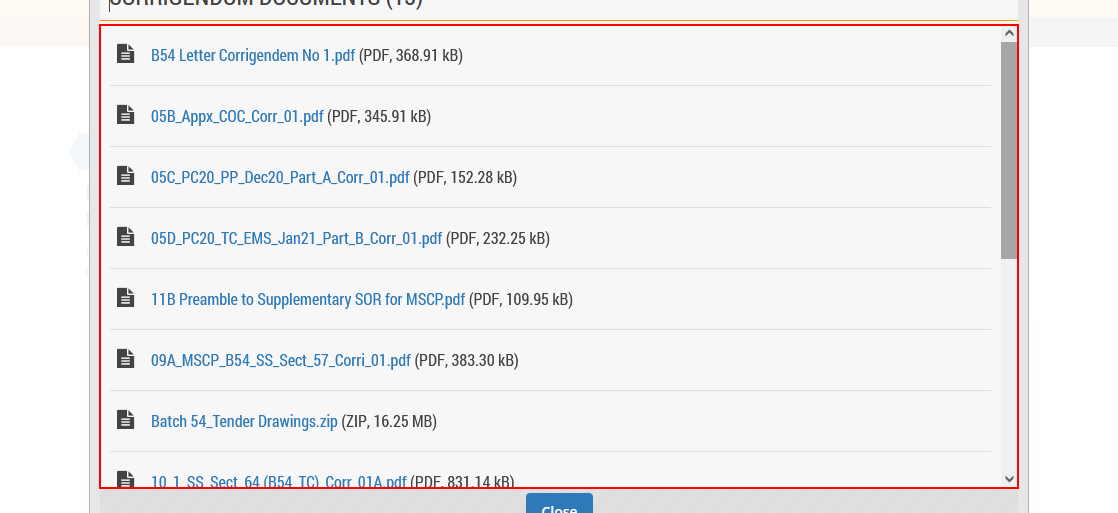 CORRIGENDUM DOCUMENTS (15)
B54 Letter Corrigendem No 1.pdf (PDF, 368.91 kB)
05B_Appx_COC_Corr_01.pdf (PDF, 345.91 kB)
05C_PC20_PP_Dec20_Part_A_Corr_01.pdf (PDF, 152.28 kB)
05D_PC20_TC_EMS_Jan21_Part_B_Corr_01.pdf (PDF, 232.25 kB)
11B Preamble to Supplementary SOR for MSCP.pdf (PDF, 109.95 kB)
09A_MSCP_B54_SS_Sect_57_Corri_01.pdf (PDF, 383.30 kB)
Batch 54_Tender Drawings.zip (ZIP, 16.25 MB)
10_1_SS_Sect_64 (B54_TC)_Corr_01A.pdf (PDF, 831.14 kB)
Close